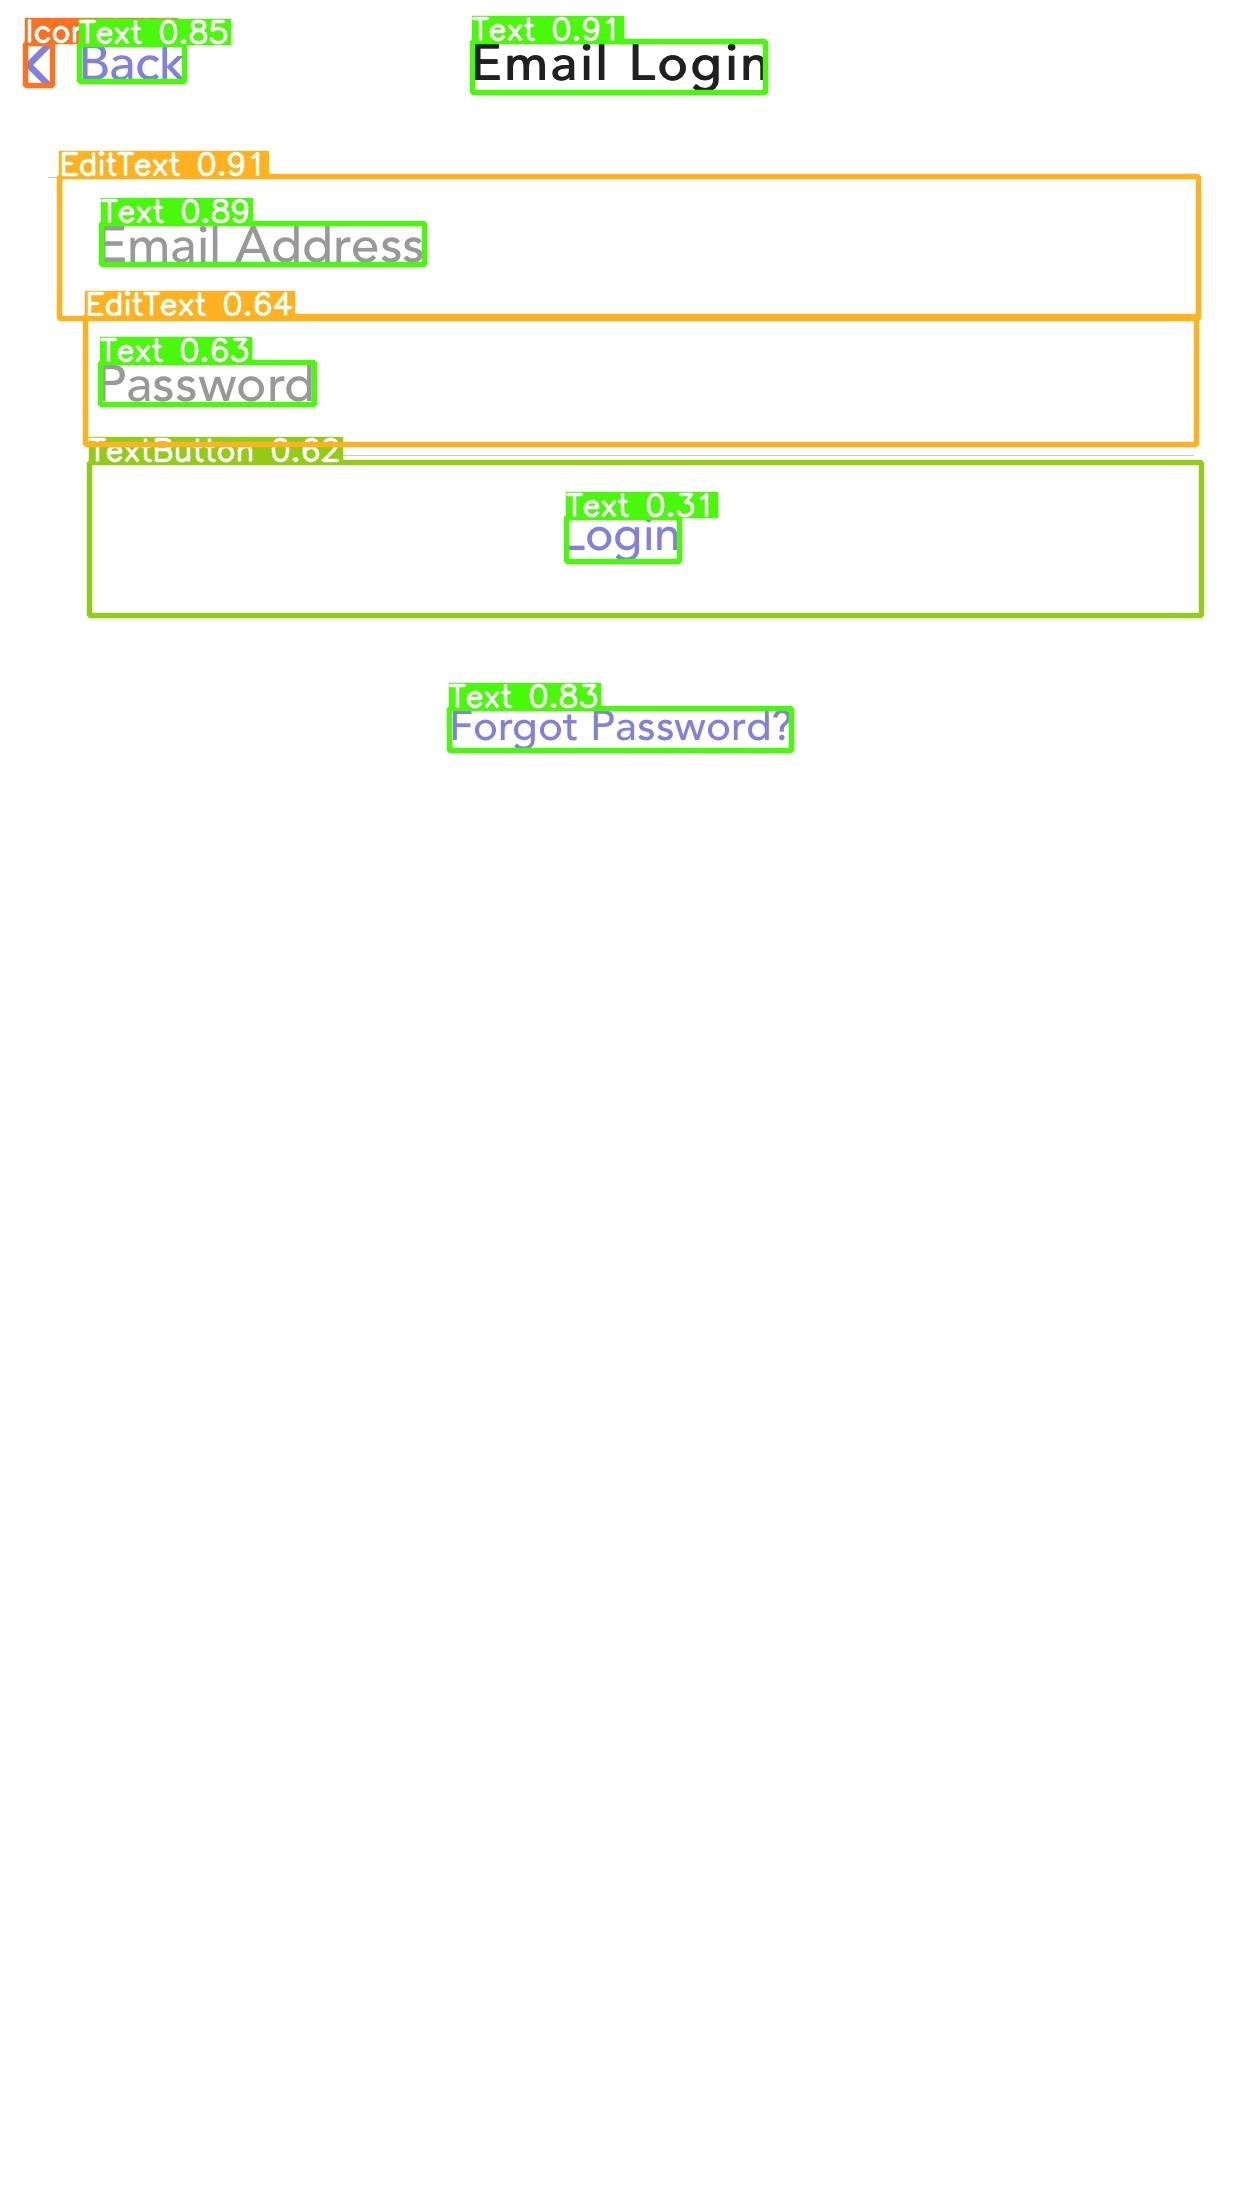 Icon
Text 0.85
Text 0.91
Back
Email Login
EditText 0.91
Text 0.89
Email Address
EditText 0.64
Text 0.63
Password
TextButton 0.62
Text 0.31
Login
Text 0.83
Forgot Password?